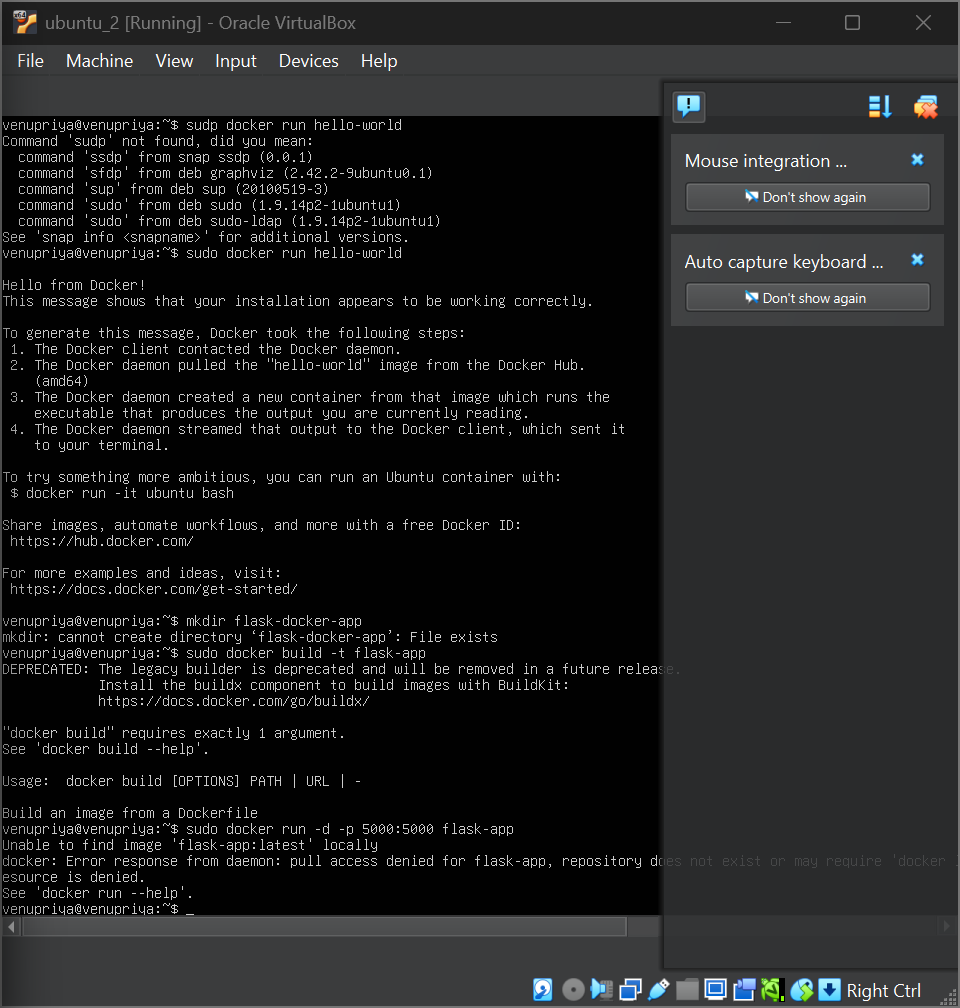 ubuntu_2 [Running] - Oracle VirtualBox
File Machine View Input Devices Help
venupriya@venupriya:~$ sudp docker run hello-world
Command 'sudp' not found, did you mean:
  command 'ssdp' from snap ssdp (0.0.1)
  command 'sfdp' from deb graphviz (2.42.2-9ubuntu0.1)
  command 'sup' from deb sup (20100519-3)
  command 'sudo' from deb sudo (1.9.14p2-1ubuntu1)
  command 'sudo' from deb sudo-ldap (1.9.14p2-1ubuntu1)
See 'snap info <snapname>' for additional versions.
venupriya@venupriya:~$ sudo docker run hello-world
Hello from Docker!
This message shows that your installation appears to be working correctly.
To generate this message, Docker took the following steps:
 1. The Docker client contacted the Docker daemon.
 2. The Docker daemon pulled the "hello-world" image from the Docker Hub.
    (amd64)
 3. The Docker daemon created a new container from that image which runs the
    executable that produces the output you are currently reading.
 4. The Docker daemon streamed that output to the Docker client, which sent it
    to your terminal.
To try something more ambitious, you can run an Ubuntu container with:
 $ docker run -it ubuntu bash
Share images, automate workflows, and more with a free Docker ID:
 https://hub.docker.com/
For more examples and ideas, visit:
 https://docs.docker.com/get-started/
venupriya@venupriya:~$ mkdir flask-docker-app
mkdir: cannot create directory ‘flask-docker-app’: File exists
venupriya@venupriya:~$ sudo docker build -t flask-app
DEPRECATED: The legacy builder is deprecated and will be removed in a future release.
            Install the buildx component to build images with BuildKit:
            https://docs.docker.com/go/buildx/
"docker build" requires exactly 1 argument.
See 'docker build --help'.
Usage:  docker build [OPTIONS] PATH | URL | -
Build an image from a Dockerfile
venupriya@venupriya:~$ sudo docker run -d -p 5000:5000 flask-app
Unable to find image 'flask-app:latest' locally
docker: Error response from daemon: pull access denied for flask-app, repository does not exist or may require 'docker
esource is denied.
See 'docker run --help'.
venupriya@venupriya:~$ _
Mouse integration ...
Don't show again
Auto capture keyboard ...
Don't show again
Right Ctrl